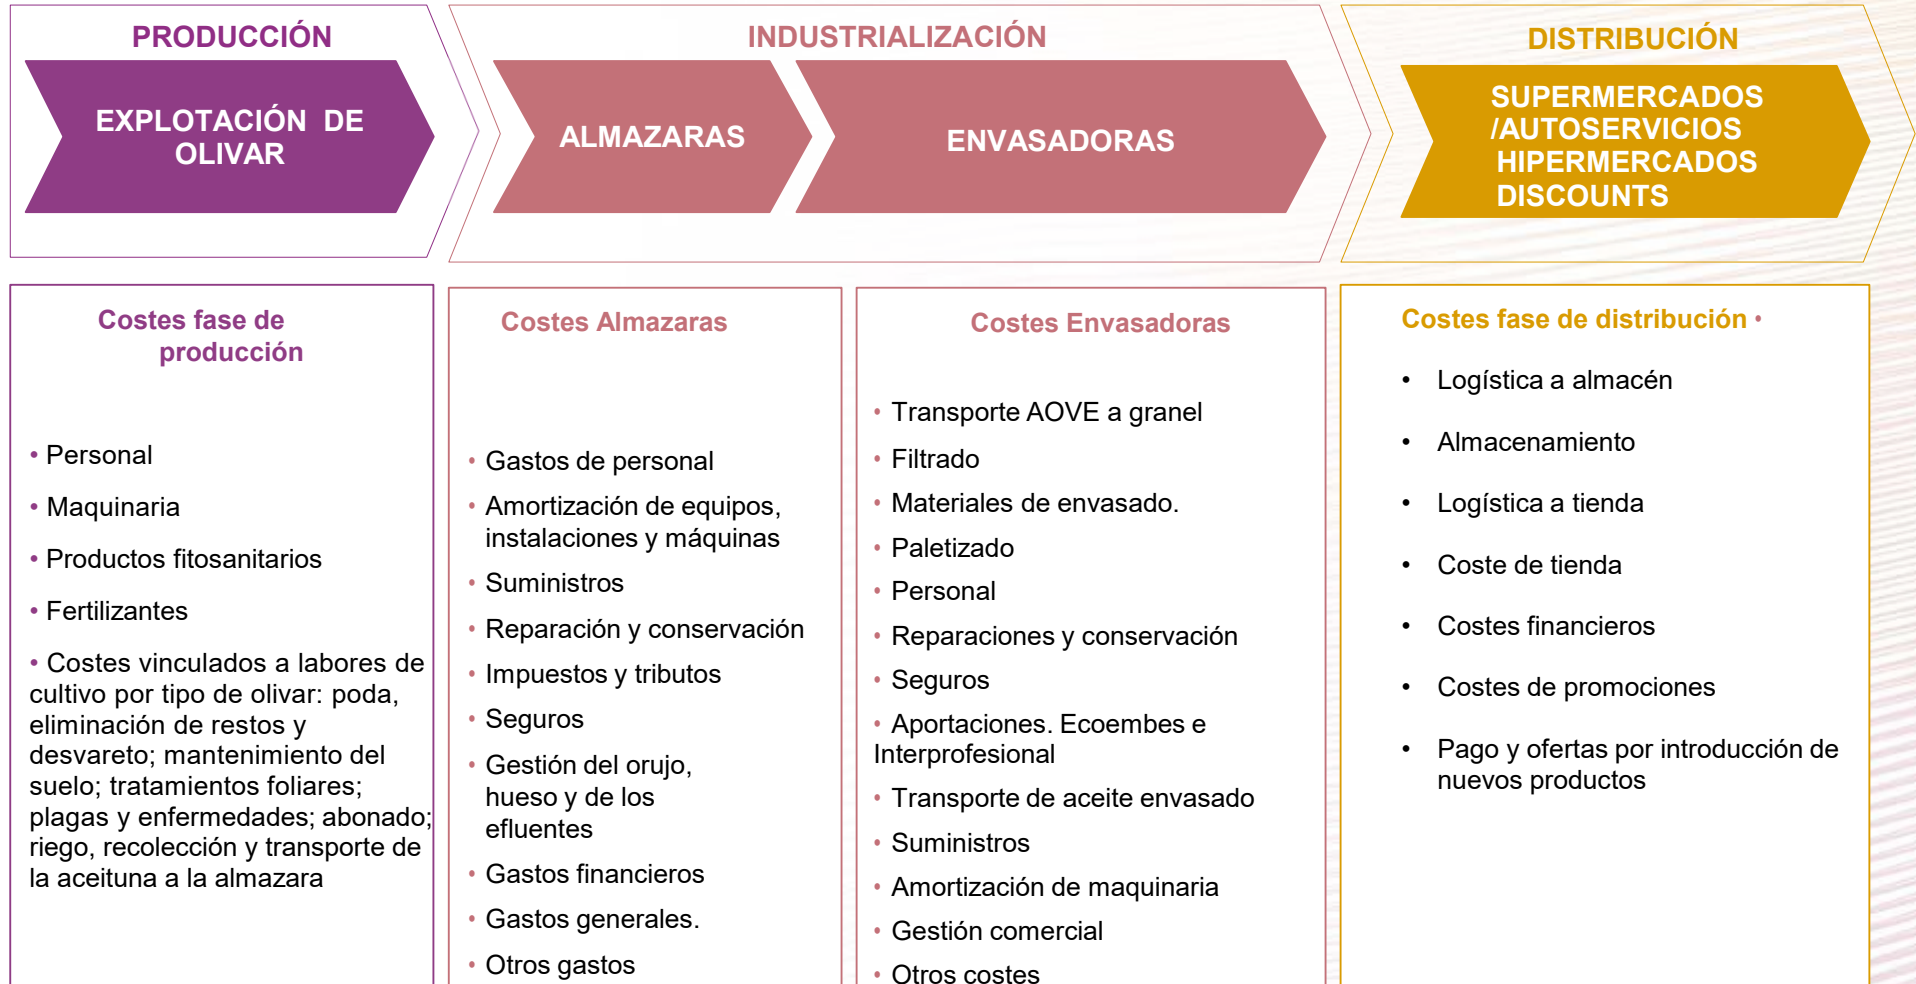 PRODUCCIÓN
EXPLOTACIÓN DE
OLIVAR
INDUSTRIALIZACIÓN
ALMAZARAS
ENVASADORAS
DISTRIBUCIÓN
SUPERMERCADOS
/AUTOSERVICIOS
HIPERMERCADOS
DISCOUNTS
Costes fase de
producción
• Personal
• Maquinaria
• Productos fitosanitarios
• Fertilizantes
• Costes vinculados a labores de
cultivo por tipo de olivar: poda,
eliminación de restos y
desvareto; mantenimiento del
suelo; tratamientos foliares;
plagas y enfermedades; abonado;
riego, recolección y transporte de
la aceituna a la almazara
Costes Almazaras
• Gastos de personal
• Amortización de equipos,
instalaciones y máquinas
• Suministros
• Reparación y conservación
• Impuestos y tributos
• Seguros
• Gestión del orujo,
hueso y de los
efluentes
• Gastos financieros
• Gastos generales.
• Otros gastos
Costes Envasadoras
• Transporte AOVE a granel
• Filtrado
• Materiales de envasado.
• Paletizado
• Personal
• Reparaciones y conservación
• Seguros
• Aportaciones. Ecoembes e
Interprofesional
• Transporte de aceite envasado
• Suministros
• Amortización de maquinaria
• Gestión comercial
• Otros costes
Costes fase de distribución •
• Logística a almacén
• Almacenamiento
• Logística a tienda
• Coste de tienda
• Costes financieros
• Costes de promociones
• Pago y ofertas por introducción de
nuevos productos